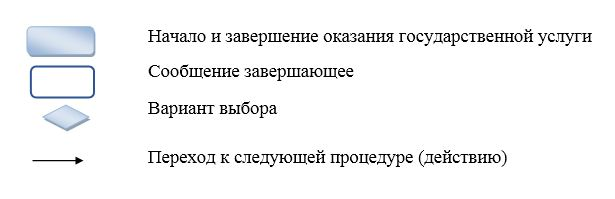 Начало и завершение оказания государственной услуги
Сообщение завершающее
Вариант выбора
Переход к следующей процедуре (действию)